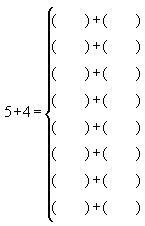 (  )+(  )
(  )+(  )
(  )+(  )
(  )+(  )
5+4=
(  )+(  )
(  )+(  )
(  )+(  )
(  )+(  )